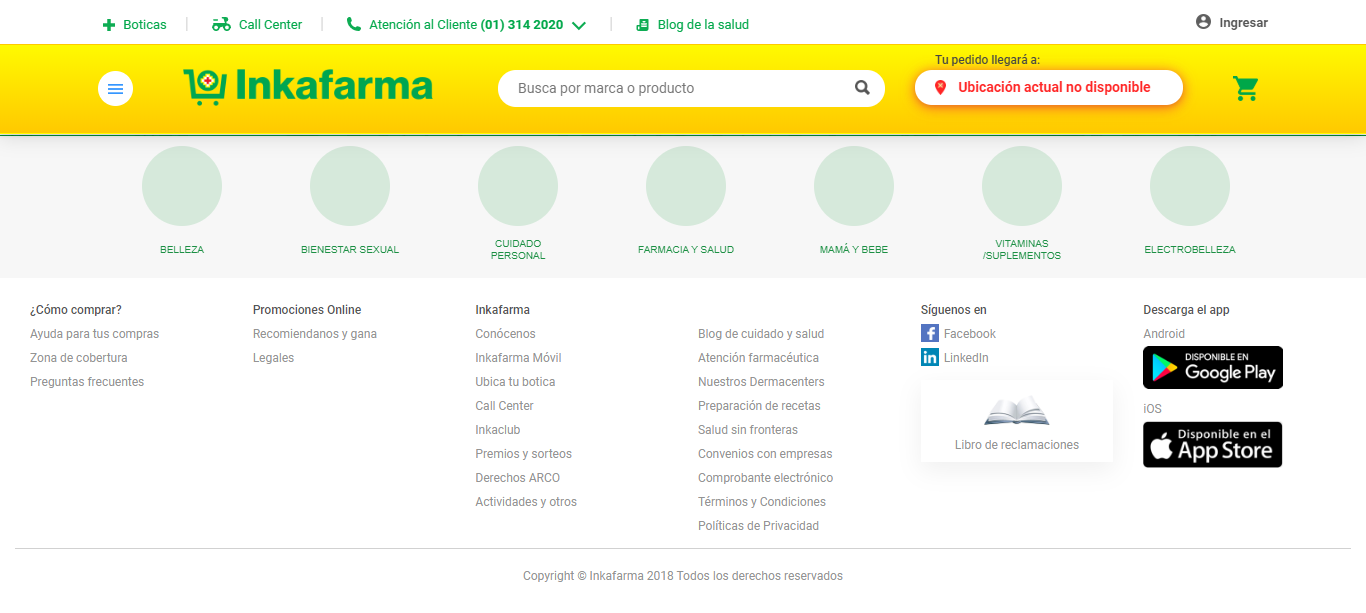 Boticas
Call Center
Atención al Cliente (01) 314 2020
Blog de la salud
Ingresar
Inkafarma
Busca por marca o producto
Tu pedido llegará a:
Ubicación actual no disponible
BELLEZA
BIENESTAR SEXUAL
CUIDADO
PERSONAL
FARMACIA Y SALUD
MAMÁ Y BEBE
VITAMINAS
/SUPLEMENTOS
ELECTROBELLEZA
¿Cómo comprar?
Ayuda para tus compras
Zona de cobertura
Preguntas frecuentes
Promociones Online
Recomiendanos y gana
Legales
Inkafarma
Conócenos
Inkafarma Móvil
Ubica tu botica
Call Center
Inkaclub
Premios y sorteos
Derechos ARCO
Actividades y otros
Blog de cuidado y salud
Atención farmacéutica
Nuestros Dermacenters
Preparación de recetas
Salud sin fronteras
Convenios con empresas
Comprobante electrónico
Términos y Condiciones
Políticas de Privacidad
Síguenos en
Facebook
LinkedIn
Libro de reclamaciones
Descarga el app
Android
DISPONIBLE EN
Google Play
iOS
Disponible en el
App Store
Copyright © Inkafarma 2018 Todos los derechos reservados